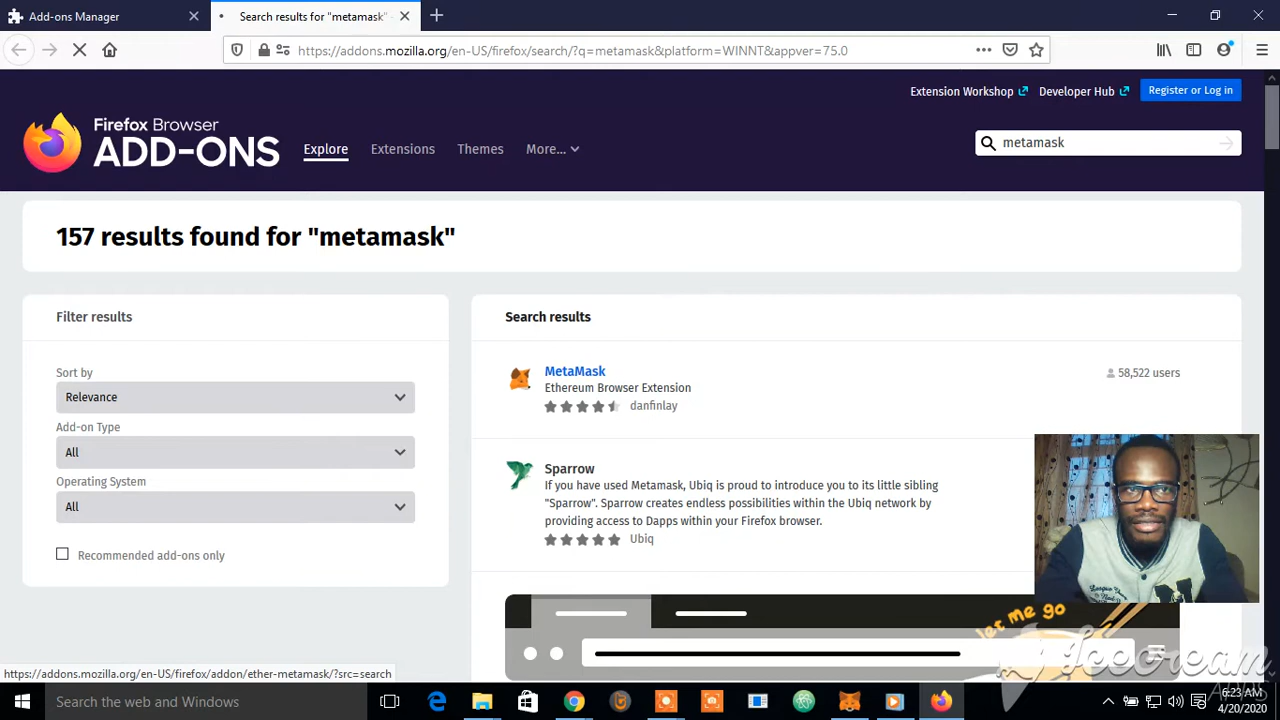 Add-ons Manager
Search results for "metamask"
https://addons.mozilla.org/en-US/firefox/search/?q=metamask&platform=WINNT&appver=75.0
Extension Workshop
Developer Hub
Register or Log in
Firefox Browser
ADD-ONS
Explore
Extensions
Themes
More...
metamask
157 results found for "metamask"
Filter results
Sort by
Relevance
Add-on Type
All
Operating System
All
Recommended add-ons only
Search results
MetaMask
Ethereum Browser Extension
danfinlay
58,522 users
Sparrow
If you have used Metamask, Ubiq is proud to introduce you to its little sibling
"Sparrow". Sparrow creates endless possibilities within the Ubiq network by
providing access to Dapps within your Firefox browser.
Ubiq
let me go
Icecream
APPS
https://addons.mozilla.org/en-US/firefox/addon/ether-metamask/?src=search
Search the web and Windows
6:23 AM
4/20/2020